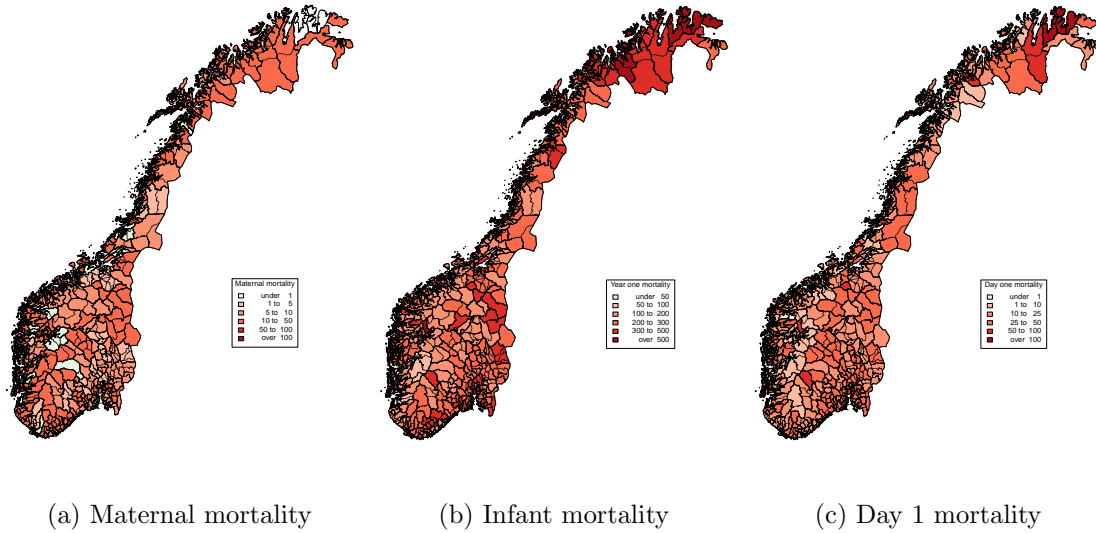 Maternal mortality
under 1
1 to 5
5 to 10
10 to 50
50 to 100
over 100
Year one mortality
under 50
50 to 100
100 to 200
200 to 300
300 to 500
over 500
Day one mortality
under 1
1 to 10
10 to 25
25 to 50
50 to 100
over 100
(a) Maternal mortality
(b) Infant mortality
(c) Day 1 mortality